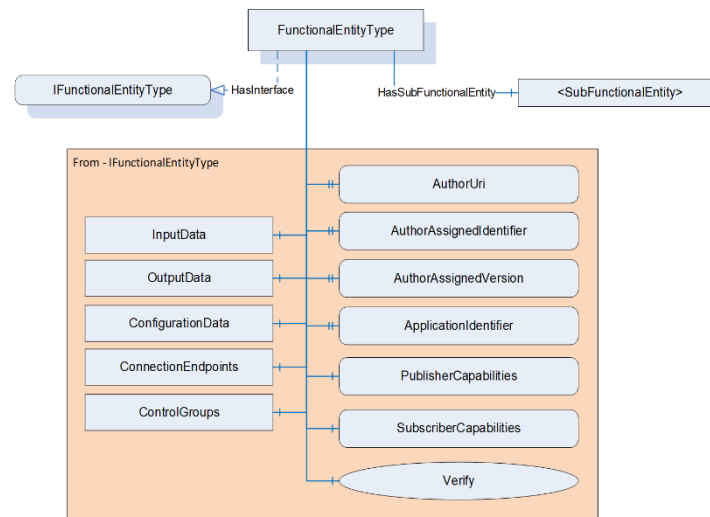 FunctionalEntityType
IFunctionalEntityType
HasInterface
HasSubFunctionalEntity
<SubFunctionalEntity>
From - IFunctionalEntityType
AuthorUri
InputData
AuthorAssignedIdentifier
OutputData
AuthorAssignedVersion
ConfigurationData
ApplicationIdentifier
ConnectionEndpoints
PublisherCapabilities
ControlGroups
SubscriberCapabilities
Verify